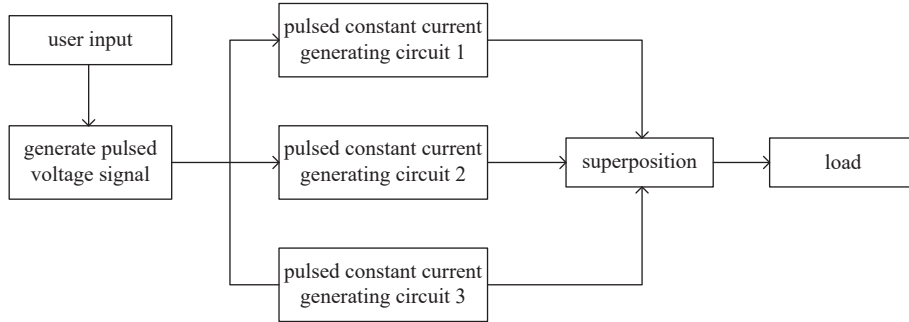 user input
generate pulsed
voltage signal
pulsed constant current
generating circuit 1
pulsed constant current
generating circuit 2
pulsed constant current
generating circuit 3
superposition
load